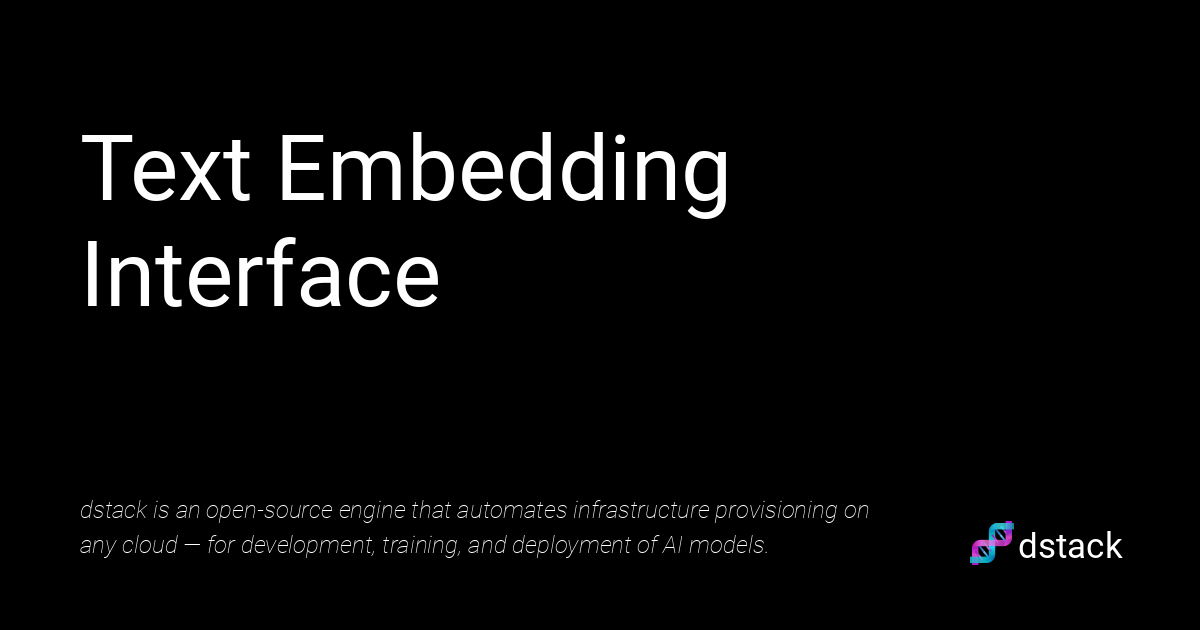 Text Embedding
Interface
dstack is an open-source engine that automates infrastructure provisioning on
any cloud — for development, training, and deployment of AI models.
dstack